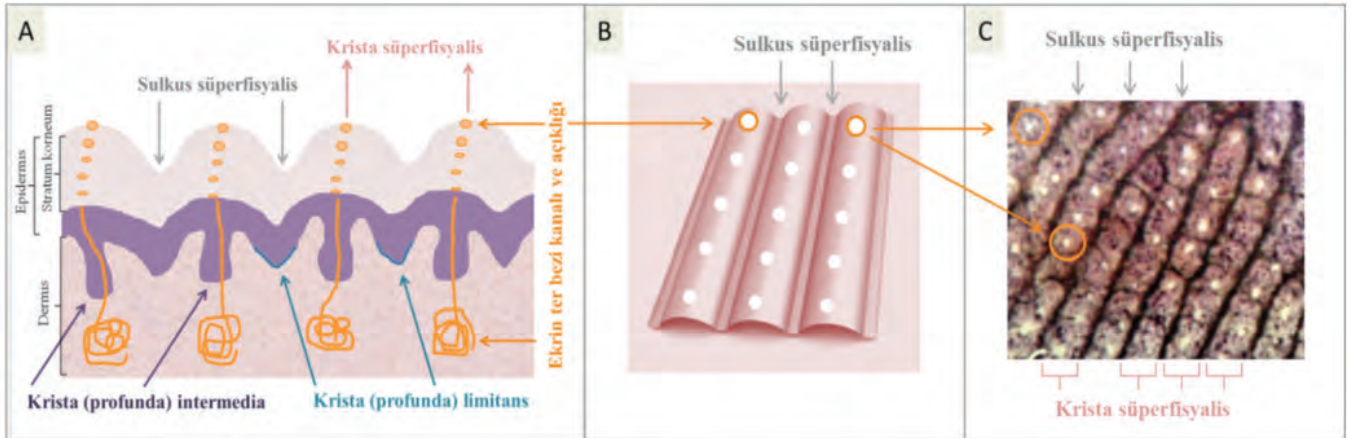 A
Krista süperfisyalis
Sulkus süperfisyalis
Epidermus
Stratum korneum
Dermus
Ekrin ter bezi kanalı ve açıklığı
Krista (profunda) intermedia
Krista (profunda) limitans
B
Sulkus süperfisyalis
C
Sulkus süperfisyalis
Krista süperfisyalis